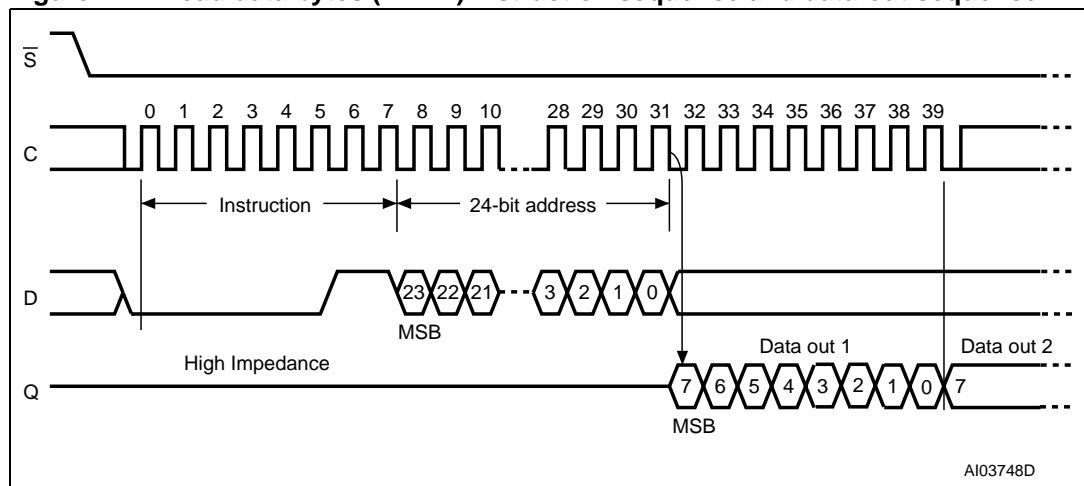 S
0 1 2 3 4 5 6 7 8 9 10 28 29 30 31 32 33 34 35 36 37 38 39
C
Instruction 24-bit address
D 23 22 21 3 2 1 0
MSB
High Impedance Data out 1 Data out 2
Q 7 6 5 4 3 2 1 0 7
MSB
AI03748D